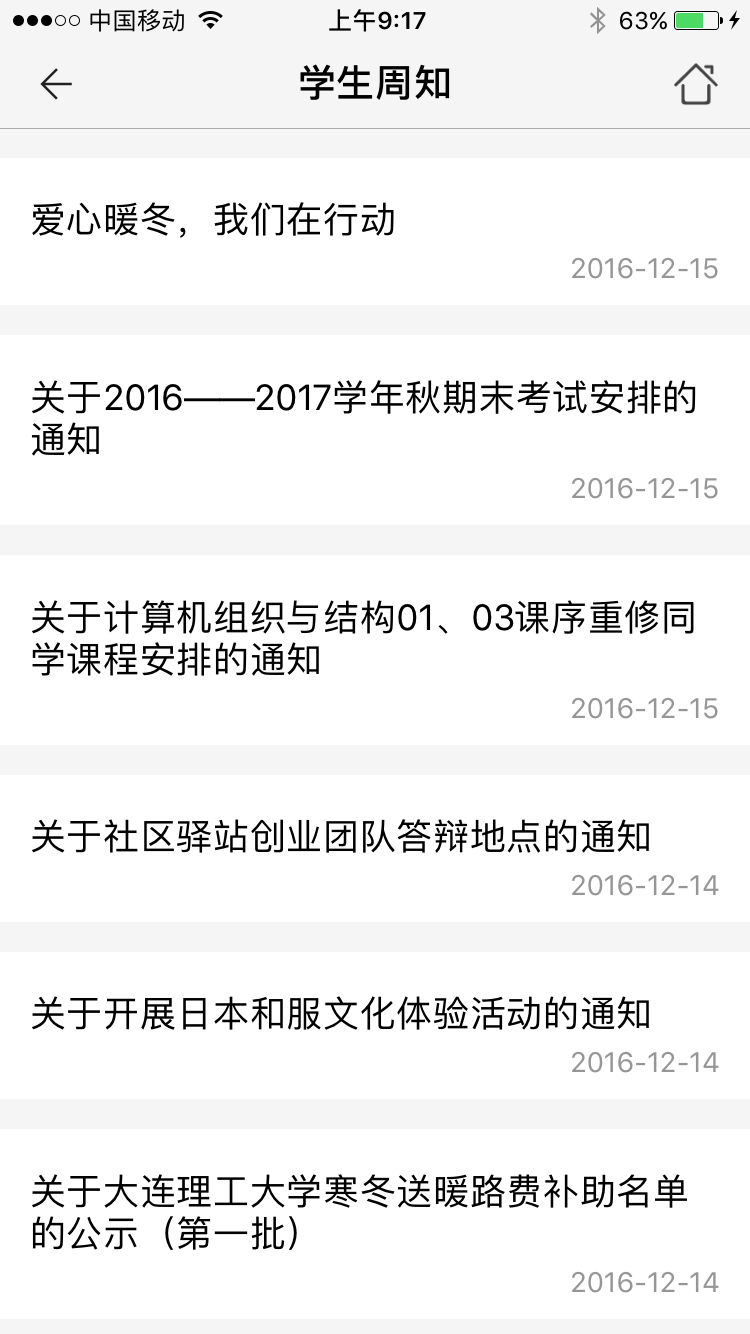 中国移动 上午9:17 63%
学生周知
爱心暖冬，我们在行动
2016-12-15
关于2016——2017学年秋期末考试安排的
通知
2016-12-15
关于计算机组织与结构01、03课序重修同
学课程安排的通知
2016-12-15
关于社区驿站创业团队答辩地点的通知
2016-12-14
关于开展日本和服文化体验活动的通知
2016-12-14
关于大连理工大学寒冬送暖路费补助名单
的公示（第一批）
2016-12-14